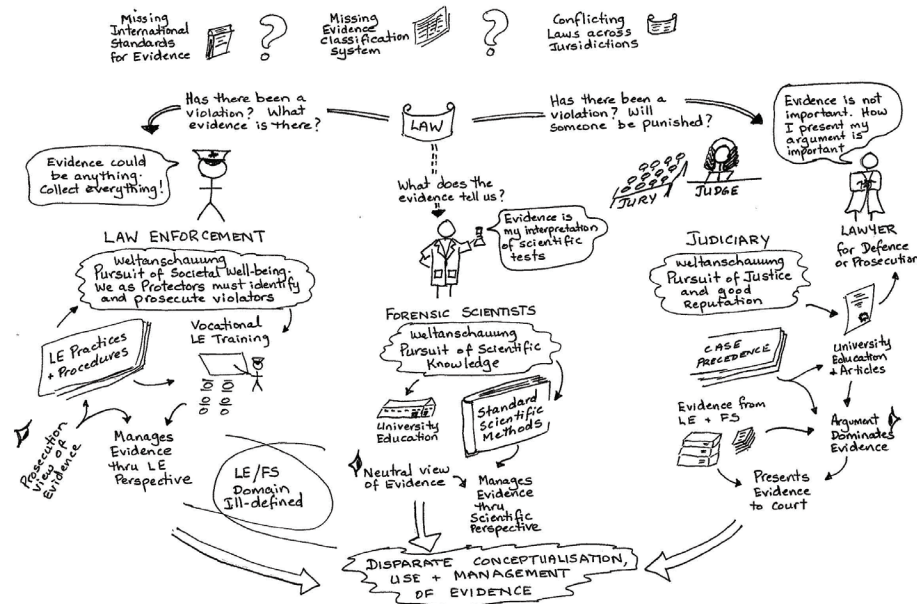 Missing
International
Standards
for Evidence
?
Missing
Evidence
Classification
System
?
Conflicting
Laws across
Jursidictions
Has there been a
violation? What
evidence is there?
LAW
Has there been a
violation? Will
someone be punished?
Evidence is not
important. How
I present my
argument is
important
Evidence could
be anything.
Collect everything!
What does the
evidence tell us?
Evidence is
my interpretation
of scientific
tests
JURY
JUDGE
LAWYER
for Defence
or Prosecution
LAW ENFORCEMENT
Weltanschauung
Pursuit of Societal Well-being.
We as Protectors must identify
and prosecute violators
LE Practices
+ Procedures
Vocational
LE Training
Prosecution
View of
Evidence
Manages
Evidence
thru LE
Perspective
LE/FS
Domain
Ill-defined
FORENSIC SCIENTISTS
Weltanschauung
Pursuit of Scientific
Knowledge
University
Education
Standard
Scientific
Methods
Neutral view
of Evidence
Manages
Evidence
thru
Scientific
Perspective
JUDICIARY
Weltanschauung
Pursuit of Justice
and good
Reputation
CASE
PRECEDENCE
University
Education
+ Articles
Evidence from
LE + FS
Argument
Dominates
Evidence
Presents
Evidence
to Court
DISPARATE CONCEPTUALISATION,
USE + MANAGEMENT
OF EVIDENCE